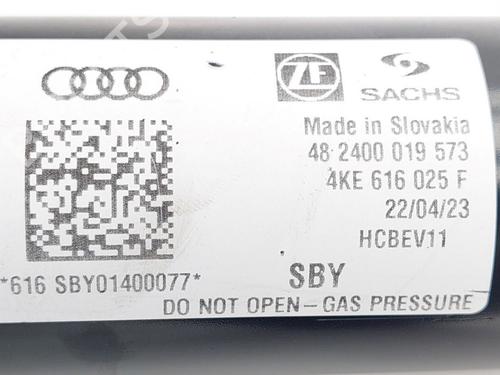 ZF SACHS
Made in Slovakia
48 2400 019 573
4KE 616 025 F
22/04/23
HCBEV11
*616 SBY01400077*
SBY
DO NOT OPEN - GAS PRESSURE